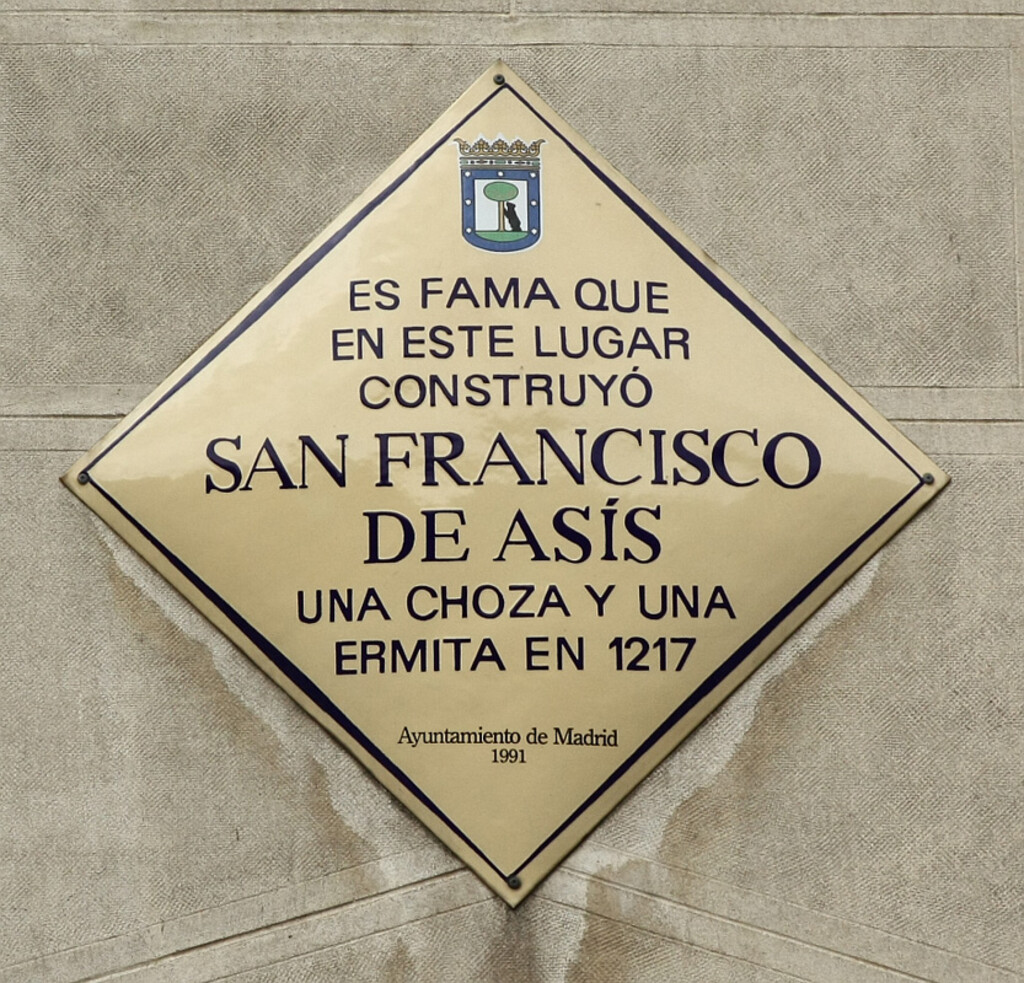 ES FAMA QUE
EN ESTE LUGAR
CONSTRUYÓ
SAN FRANCISCO
DE ASÍS
UNA CHOZA Y UNA
ERMITA EN 1217
Ayuntamiento de Madrid
1991